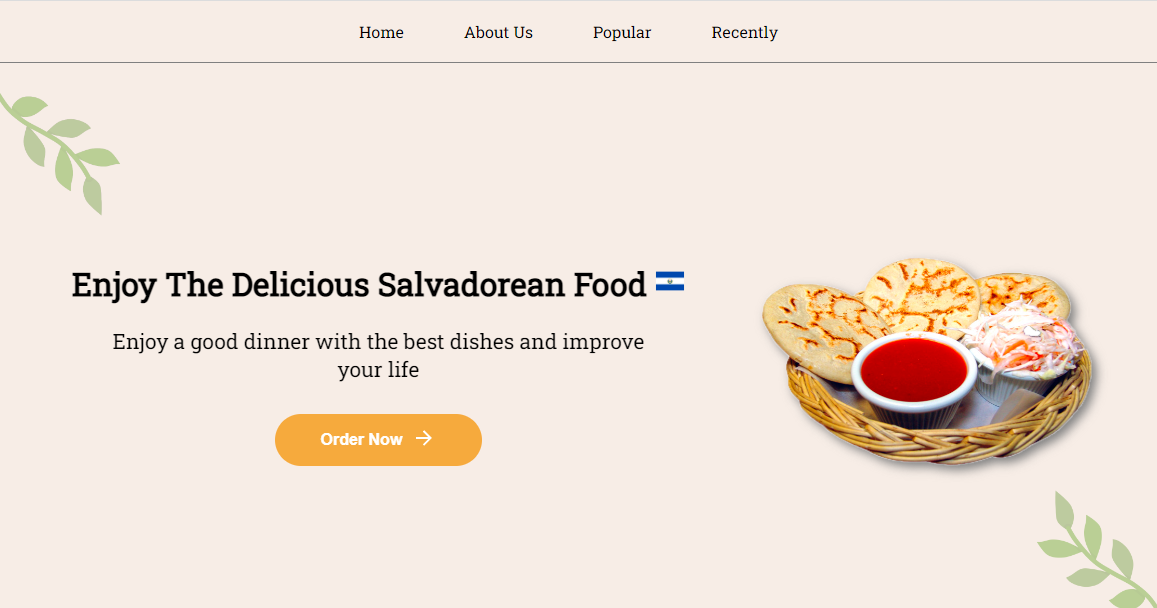 Home About Us Popular Recently
Enjoy The Delicious Salvadorean Food
Enjoy a good dinner with the best dishes and improve
your life
Order Now